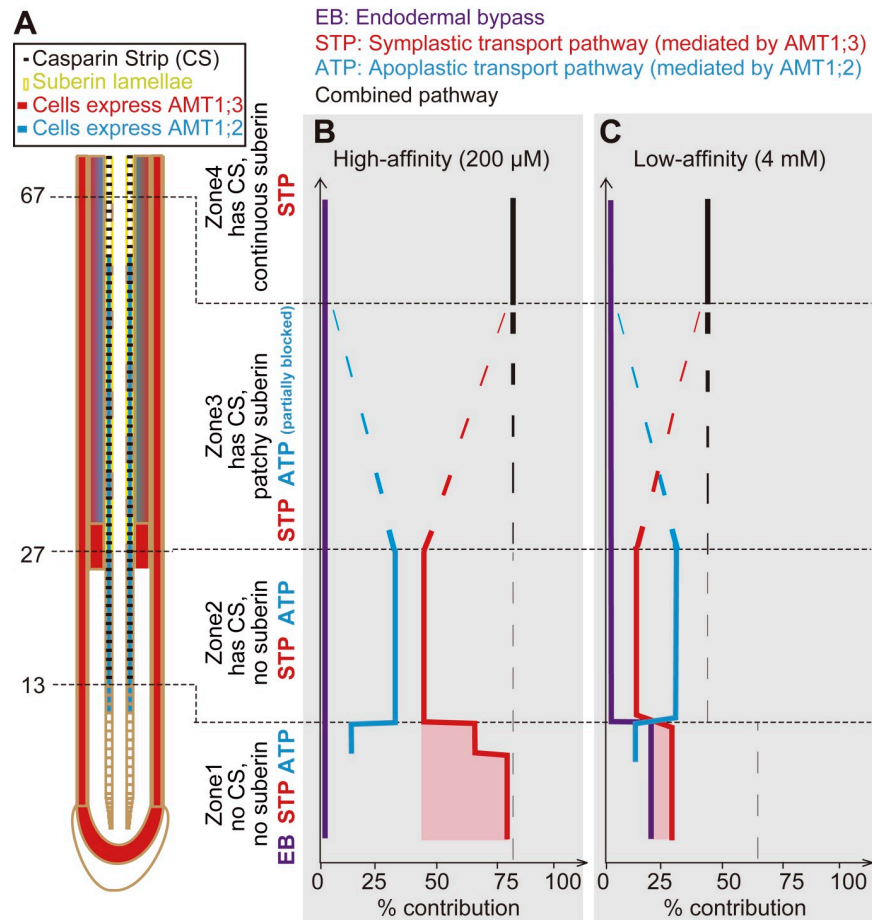 A
Casparin Strip (CS)
Suberin lamellae
Cells express AMT1;3
Cells express AMT1;2
EB: Endodermal bypass
STP: Symplastic transport pathway (mediated by AMT1;3)
ATP: Apoplastic transport pathway (mediated by AMT1;2)
Combined pathway
67
27
13
Zone4
has CS,
continuous suberin
STP
Zone3
has CS,
patchy suberin
STP ATP (partially blocked)
Zone2
has CS,
no suberin
STP ATP
Zone1
no CS,
no suberin
EB STP ATP
B
High-affinity (200 µM)
0 25 50 75 100
% contribution
C
Low-affinity (4 mM)
0 25 50 75 100
% contribution